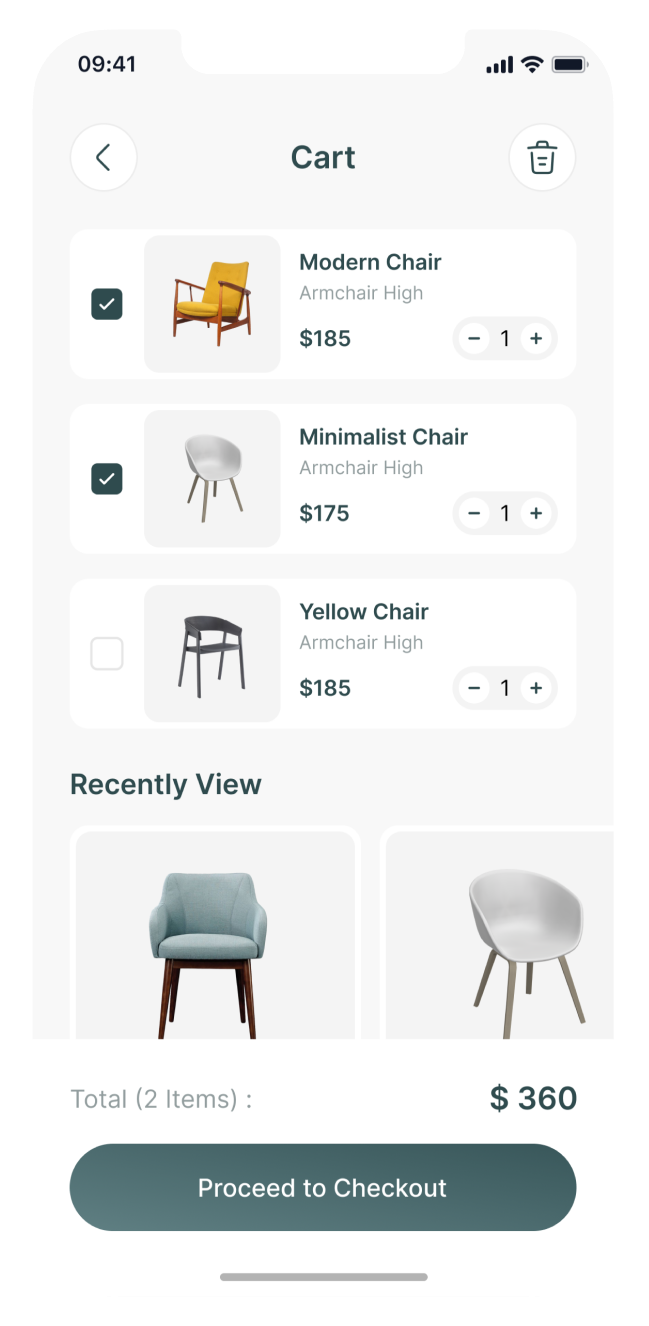 09:41
Cart
Modern Chair
Armchair High
$185
− 1 +
Minimalist Chair
Armchair High
$175
− 1 +
Yellow Chair
Armchair High
$185
− 1 +
Recently View
Total (2 Items) :
$ 360
Proceed to Checkout